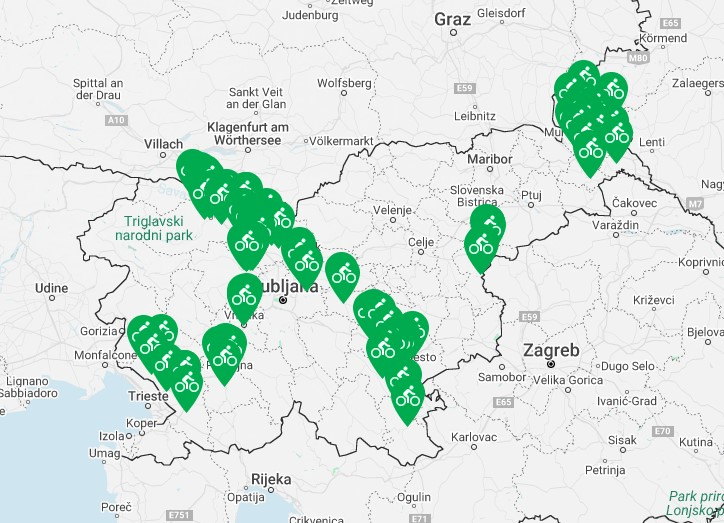 Zeltweg
Judenburg
Graz
Gleisdorf
E65
Körmend
M80
Zalaegers
Spittal an
der Drau
A10
Sankt Veit
an der Glan
Wolfsberg
E59
Leibnitz
Klagenfurt am
Wörthersee
Völkermarkt
Villach
Lenti
Maribor
Slovenska
Bistrica
Ptuj
Nagy
Čakovec
M7
Varaždin
Triglavski
narodni park
Velenje
Celje
Koprivnic
Udine
Križevci
E59
Gorizia
Monfalcone
Bjelova
Zagreb
Dugo Selo
Samobor
Velika Gorica
Lignano
Sabbiadoro
Trieste
E65
Ivanić-Grad
Koper
Izola
Umag
Karlovac
E70
Sisak
Kutina
Petrinja
Rijeka
Opatija
Crikvenica
Ogulin
Poreč
E751
E71
Park priro
Lonjsko p